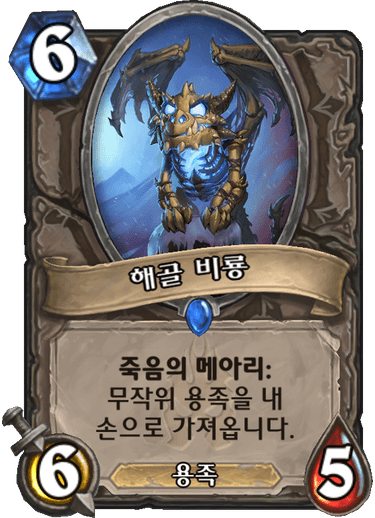 6
해골 비룡
죽음의 메아리:
무작위 용족을 내
손으로 가져옵니다.
6
용족
5